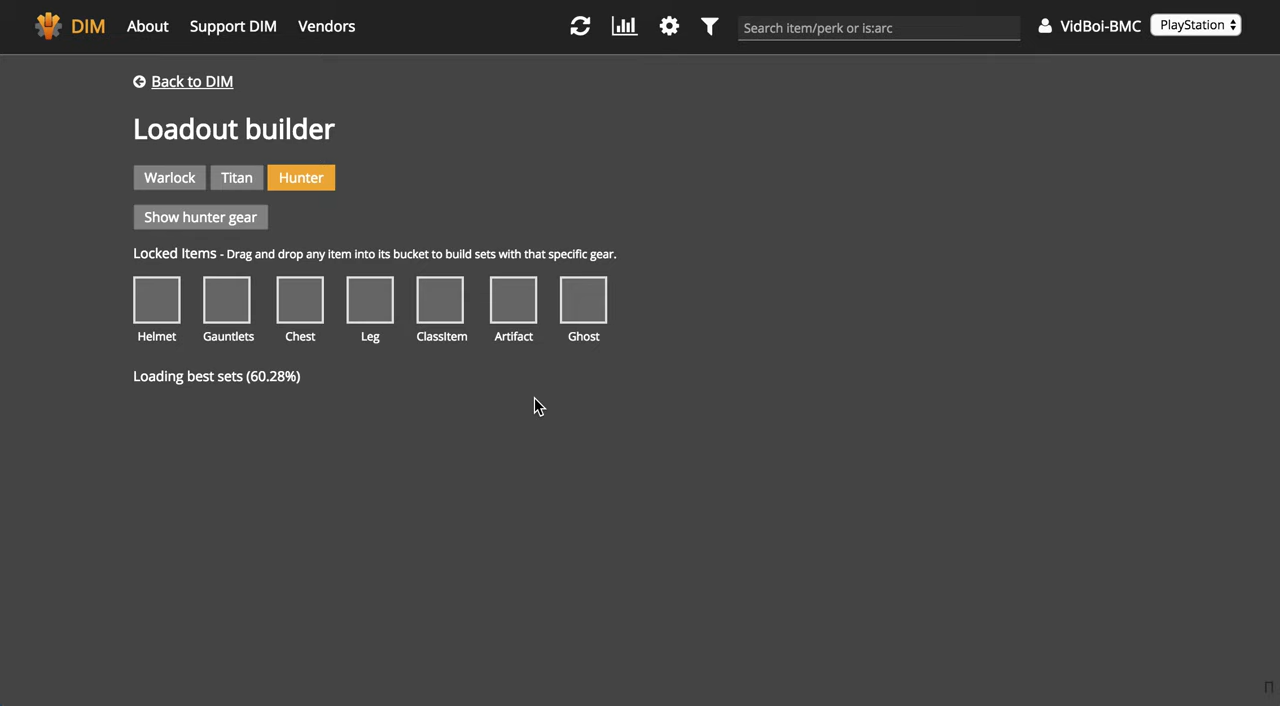 DIM About Support DIM Vendors Search item/perk or is:arc VidBoi-BMC PlayStation
Back to DIM
Loadout builder
Warlock Titan Hunter
Show hunter gear
Locked Items - Drag and drop any item into its bucket to build sets with that specific gear.
Helmet Gauntlets Chest Leg ClassItem Artifact Ghost
Loading best sets (60.28%)